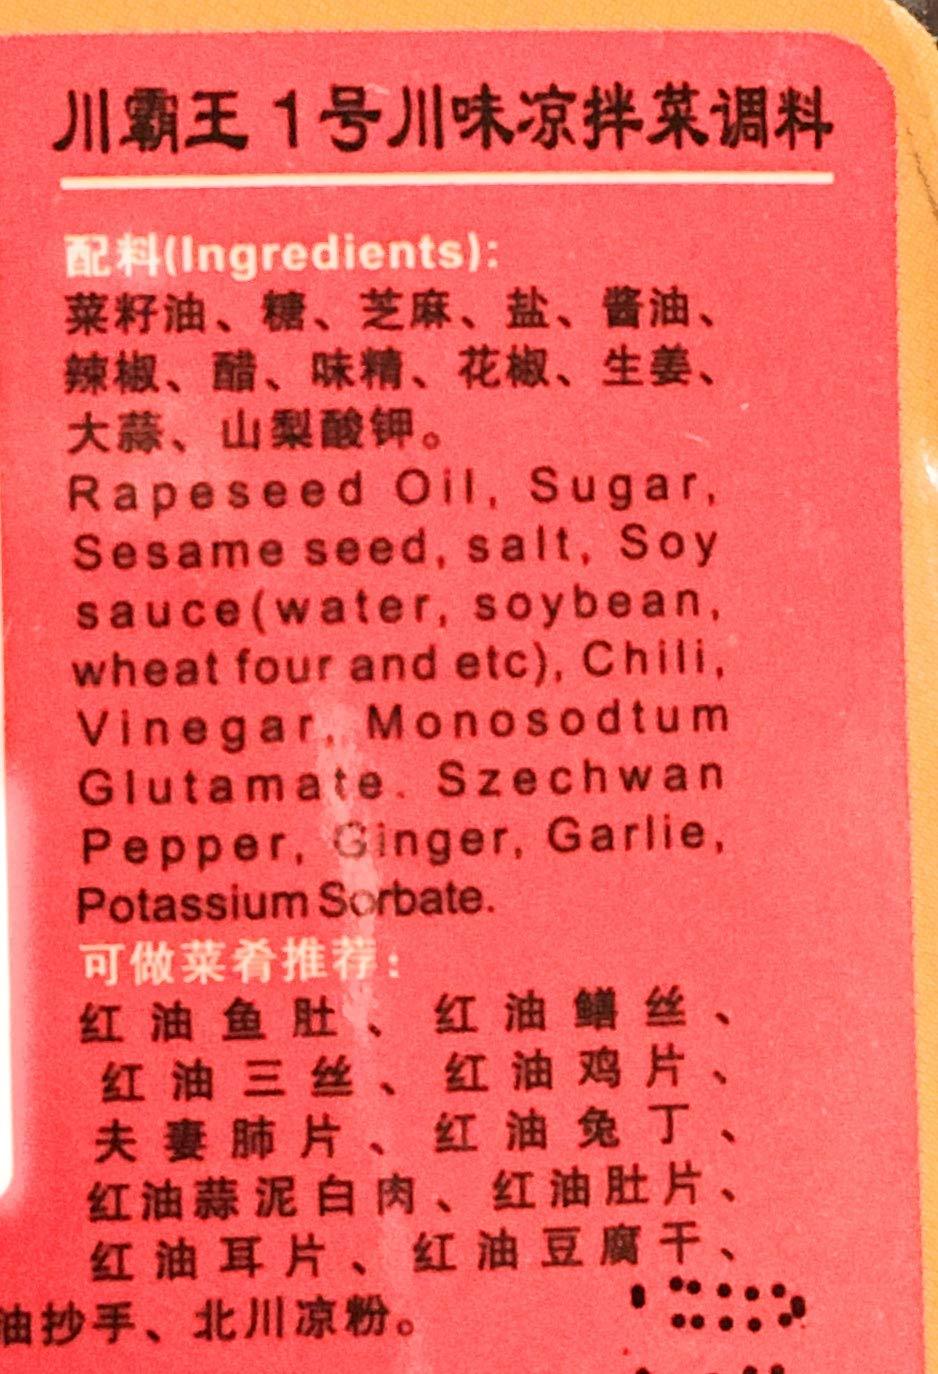 川霸王1号川味凉拌菜调料
配料(Ingredients):
菜籽油、糖、芝麻、盐、酱油、
辣椒、醋、味精、花椒、生姜、
大蒜、山梨酸钾。
Rapeseed Oil, Sugar,
Sesame seed, salt, Soy
sauce(water, soybean,
wheat four and etc), Chili,
Vinegar, Monosodtum
Glutamate. Szechwan
Pepper, Ginger, Garlie,
Potassium Sorbate.
可做菜肴推荐:
红油鱼肚、红油鳝丝、
红油三丝、红油鸡片、
夫妻肺片、红油兔丁、
红油蒜泥白肉、红油肚片、
红油耳片、红油豆腐干、
油抄手、北川凉粉。